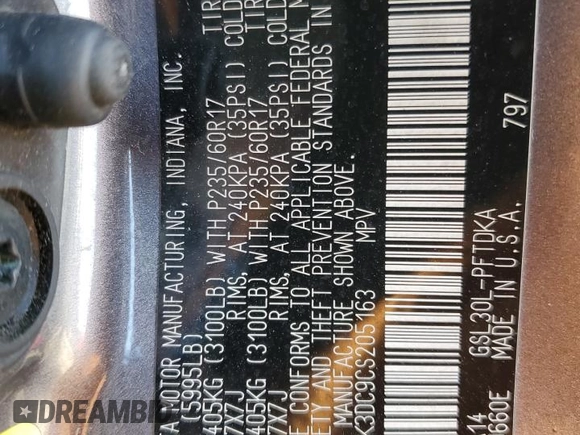 A MOTOR MANUFACTURING, INDIANA, INC.
(5995LB)
405KG (3100LB) WITH P235/60R17 TIR
7X7J RIMS, AT 240KPA (35PSI) COLD
405KG (3100LB) WITH P235/60R17 TIR
7X7J RIMS, AT 240KPA (35PSI) COLD
E CONFORMS TO ALL APPLICABLE FEDERAL M
ETY AND THEFT PREVENTION STANDARDS IN
MANUFACTURE SHOWN ABOVE.
K3DC9CS205163 MPV
797
14 GSL30L-PFTDKA
660E MADE IN U.S.A.
DEALERSHIP